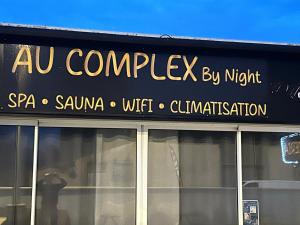 AU COMPLEX By Night
SPA • SAUNA • WIFI • CLIMATISATION